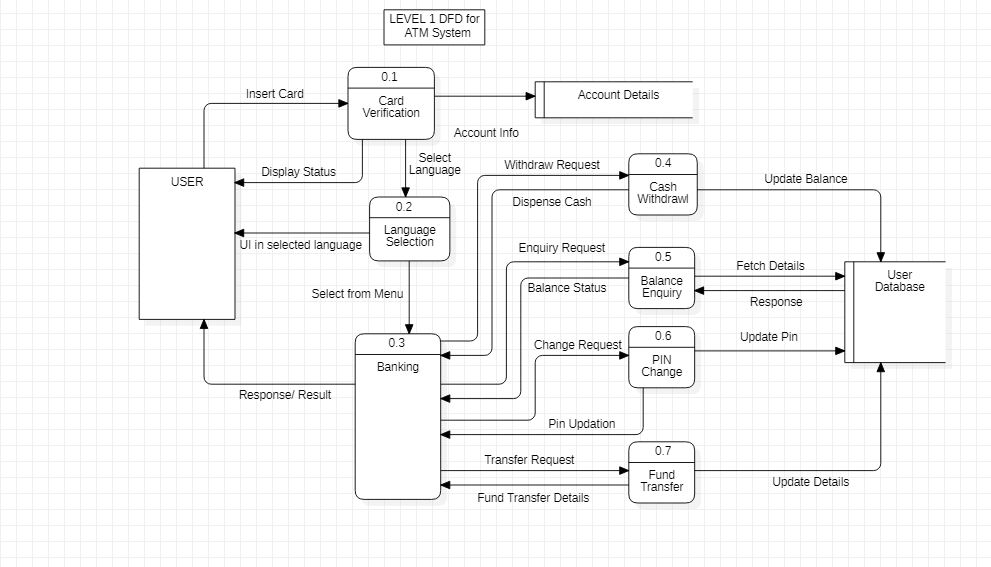 LEVEL 1 DFD for
ATM System
0.1
Card
Verification
Insert Card
Account Details
Account Info
Display Status
Select
Language
USER
0.2
Language
Selection
UI in selected language
Withdraw Request
Dispense Cash
0.4
Cash
Withdrawl
Update Balance
Enquiry Request
Balance Status
0.5
Balance
Enquiry
Fetch Details
Response
User
Database
Select from Menu
0.3
Banking
Change Request
0.6
PIN
Change
Update Pin
Response/ Result
Pin Updation
Transfer Request
0.7
Fund
Transfer
Fund Transfer Details
Update Details